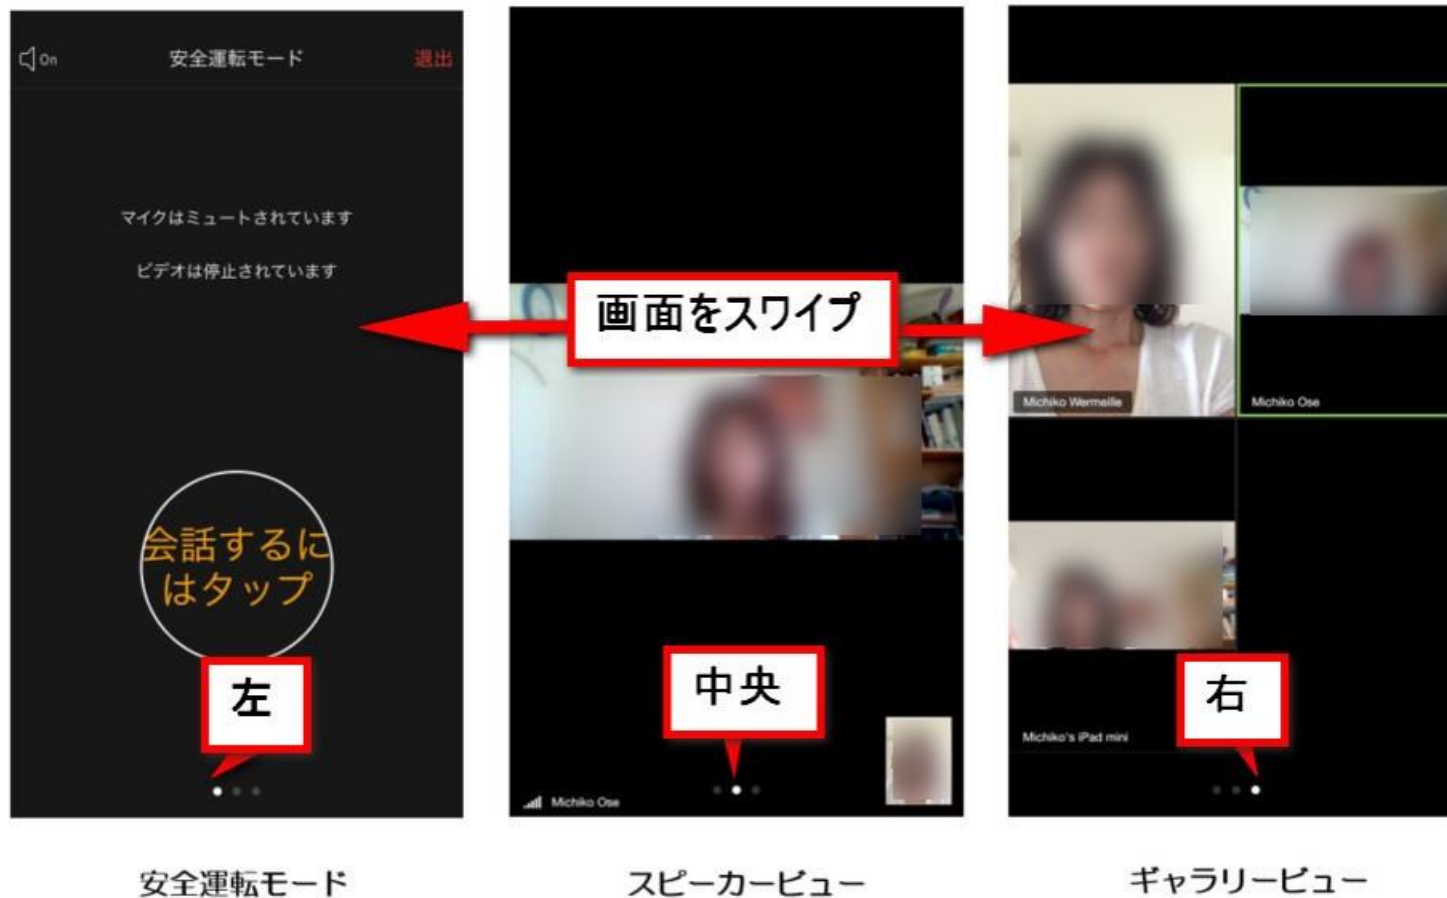 On
安全運転モード
退出
マイクはミュートされています
ビデオは停止されています
会話するに
はタップ
左
画面をスワイプ
中央
Michiko Ose
Michiko Wermeille
Michiko Ose
Michiko's iPad mini
右
安全運転モード
スピーカービュー
ギャラリービュー